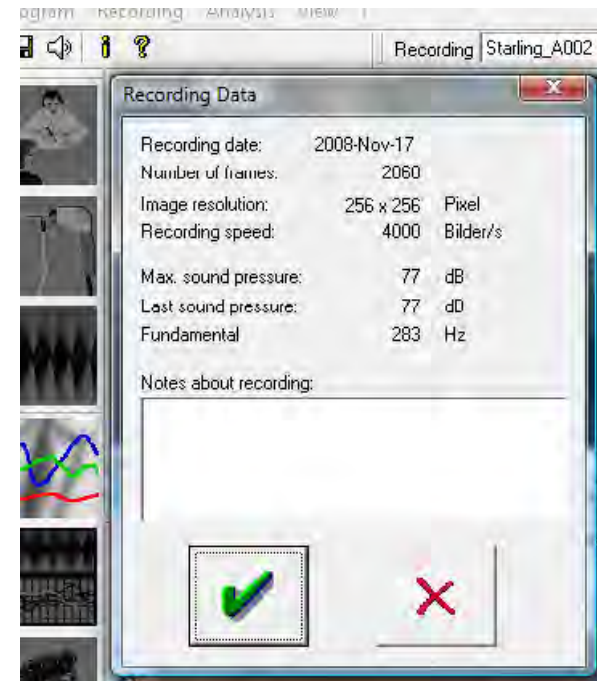 Recording Analysis View
Recording Starling_A002
Recording Data
Recording date: 2008-Nov-17
Number of frames: 2060
Image resolution: 256 x 256 Pixel
Recording speed: 4000 Bilder/s
Max. sound pressure: 77 dB
Last sound pressure: 77 dB
Fundamental 283 Hz
Notes about recording: